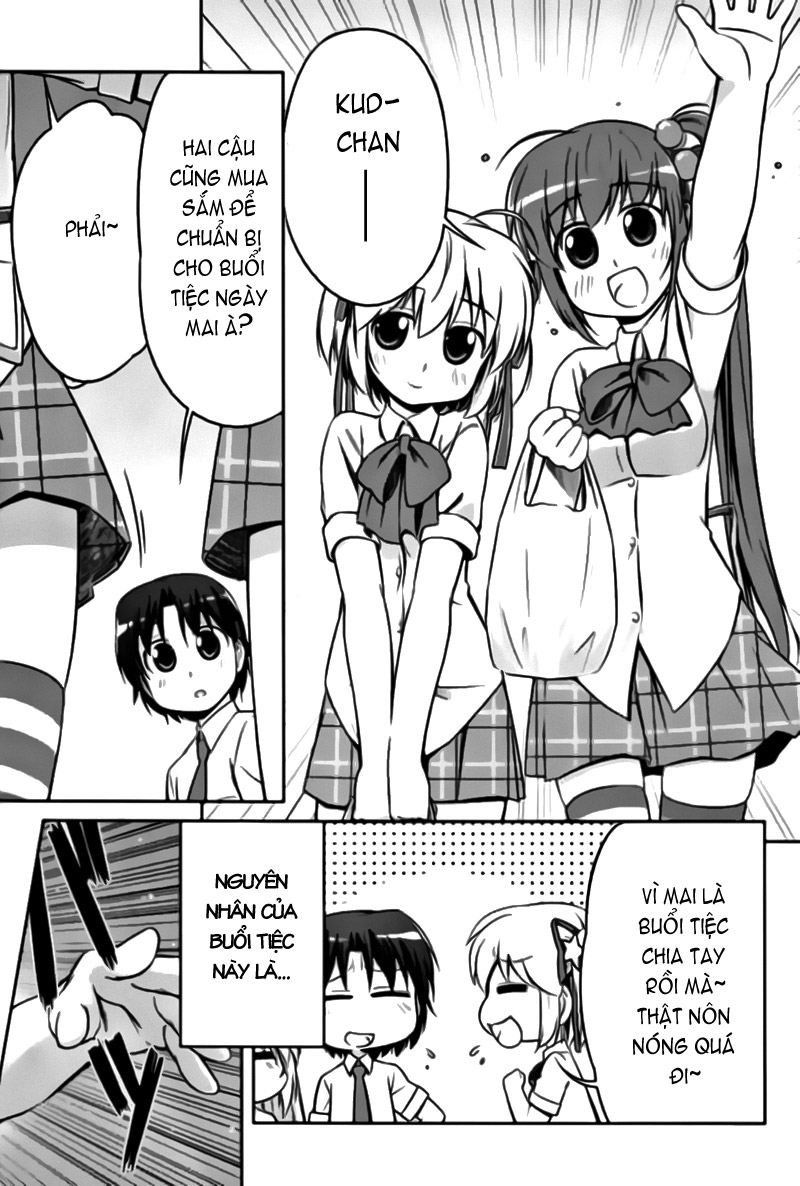 KUD-
CHAN
—
HAI CẬU
CŨNG MUA
SẮM ĐỂ
CHUẨN BỊ
CHO BUỔI
TIỆC NGÀY
MAI À?
PHẢI~
VÌ MAI LÀ
BUỔI TIỆC
CHIA TAY
RỒI MÀ~
THẬT NÔN
NÓNG QUÁ
ĐI~
NGUYÊN
NHÂN CỦA
BUỔI TIỆC
NÀY LÀ...